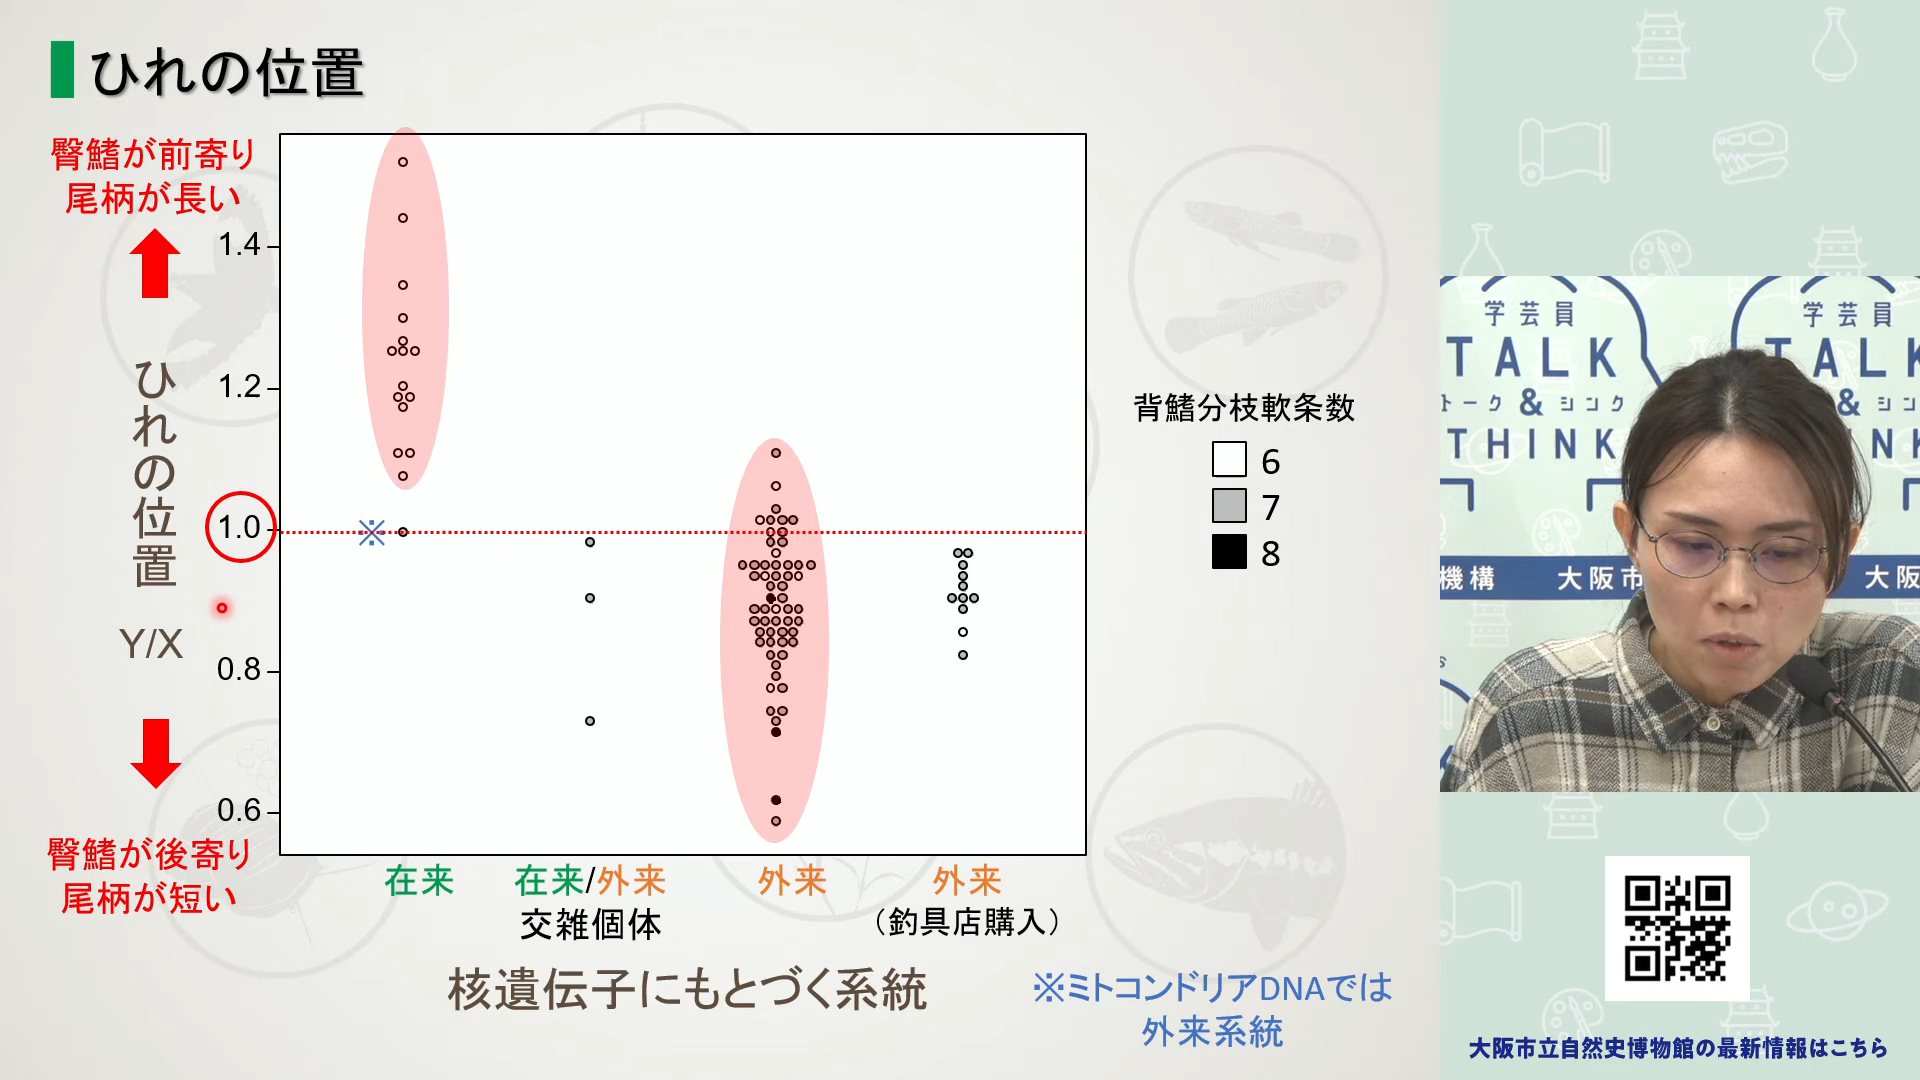 ひれの位置
臀鰭が前寄り
尾柄が長い
ひれの位置
Y/X
臀鰭が後寄り
尾柄が短い
1.4
1.2
1.0
0.8
0.6
※
在来
在来/外来
交雑個体
外来
外来
（釣具店購入）
核遺伝子にもとづく系統
背鰭分枝軟条数
6
7
8
※ミトコンドリアDNAでは
外来系統
学芸員
TALK
トーク & シンク
THINK
学芸員
TALK
& シン
機構
大阪市
大阪
大阪市立自然史博物館の最新情報はこちら